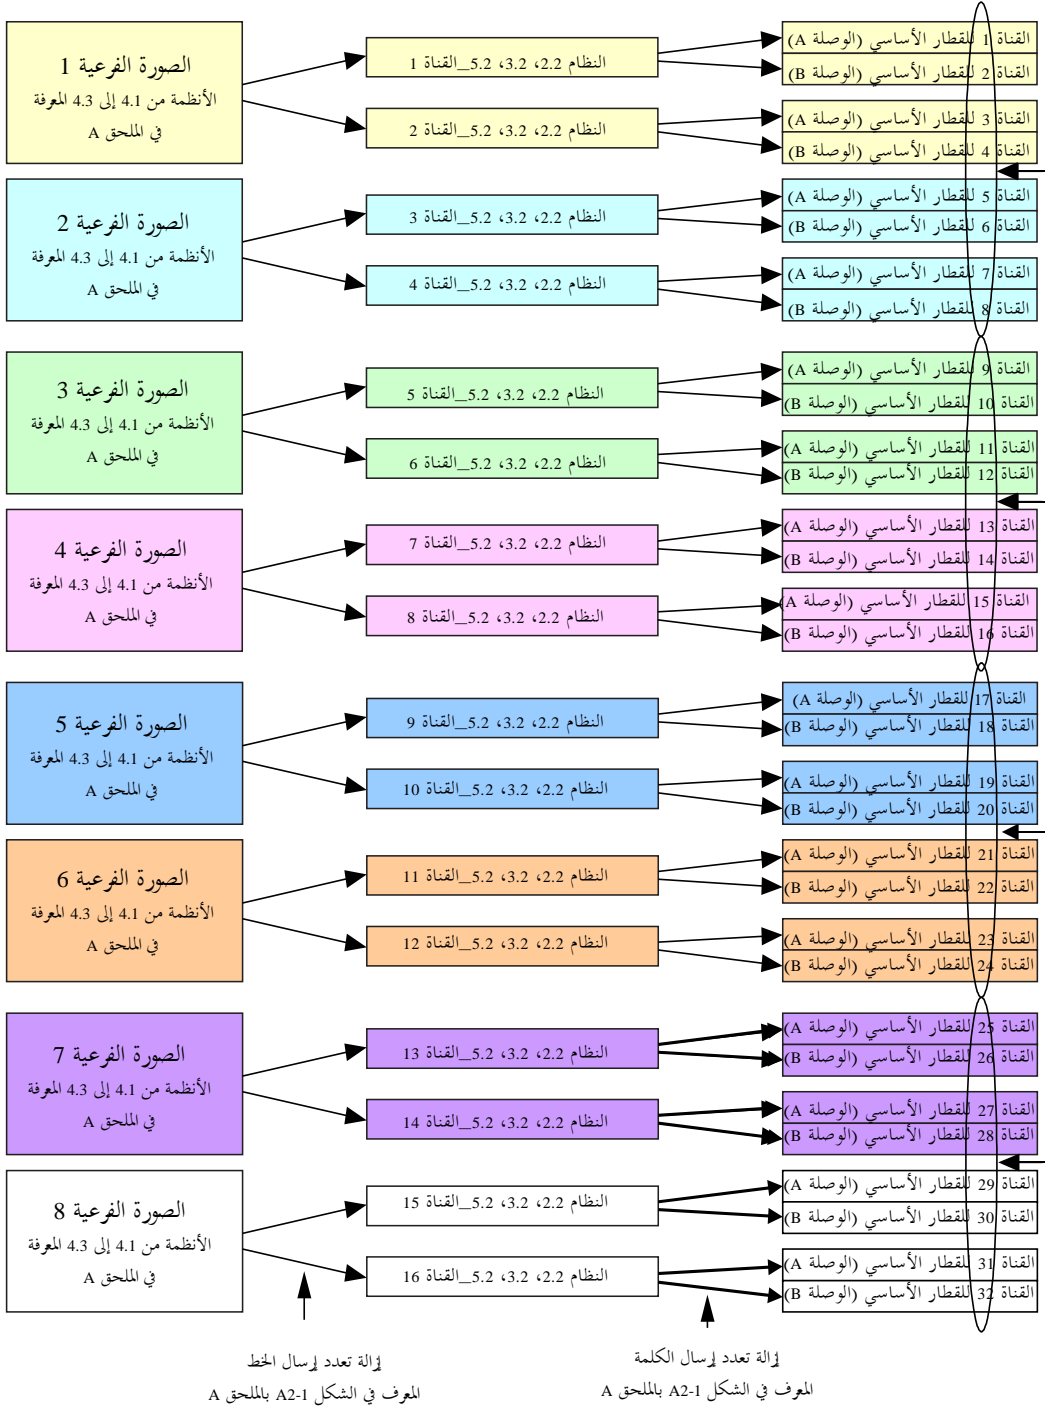 الصورة الفرعية 1
الأنظمة من 4.1 إلى 4.3 المعرفة
في الملحق A
النظام 2.2، 3.2، 5.2_القناة 1
النظام 2.2، 3.2، 5.2_القناة 2
القناة 1 للقطار الأساسي (الوصلة A)
القناة 2 للقطار الأساسي (الوصلة B)
القناة 3 للقطار الأساسي (الوصلة A)
القناة 4 للقطار الأساسي (الوصلة B)
الصورة الفرعية 2
الأنظمة من 4.1 إلى 4.3 المعرفة
في الملحق A
النظام 2.2، 3.2، 5.2_القناة 3
النظام 2.2، 3.2، 5.2_القناة 4
القناة 5 للقطار الأساسي (الوصلة A)
القناة 6 للقطار الأساسي (الوصلة B)
القناة 7 للقطار الأساسي (الوصلة A)
القناة 8 للقطار الأساسي (الوصلة B)
الصورة الفرعية 3
الأنظمة من 4.1 إلى 4.3 المعرفة
في الملحق A
النظام 2.2، 3.2، 5.2_القناة 5
النظام 2.2، 3.2، 5.2_القناة 6
القناة 9 للقطار الأساسي (الوصلة A)
القناة 10 للقطار الأساسي (الوصلة B)
القناة 11 للقطار الأساسي (الوصلة A)
القناة 12 للقطار الأساسي (الوصلة B)
الصورة الفرعية 4
الأنظمة من 4.1 إلى 4.3 المعرفة
في الملحق A
النظام 2.2، 3.2، 5.2_القناة 7
النظام 2.2، 3.2، 5.2_القناة 8
القناة 13 للقطار الأساسي (الوصلة A)
القناة 14 للقطار الأساسي (الوصلة B)
القناة 15 للقطار الأساسي (الوصلة A)
القناة 16 للقطار الأساسي (الوصلة B)
الصورة الفرعية 5
الأنظمة من 4.1 إلى 4.3 المعرفة
في الملحق A
النظام 2.2، 3.2، 5.2_القناة 9
النظام 2.2، 3.2، 5.2_القناة 10
القناة 17 للقطار الأساسي (الوصلة A)
القناة 18 للقطار الأساسي (الوصلة B)
القناة 19 للقطار الأساسي (الوصلة A)
القناة 20 للقطار الأساسي (الوصلة B)
الصورة الفرعية 6
الأنظمة من 4.1 إلى 4.3 المعرفة
في الملحق A
النظام 2.2، 3.2، 5.2_القناة 11
النظام 2.2، 3.2، 5.2_القناة 12
القناة 21 للقطار الأساسي (الوصلة A)
القناة 22 للقطار الأساسي (الوصلة B)
القناة 23 للقطار الأساسي (الوصلة A)
القناة 24 للقطار الأساسي (الوصلة B)
الصورة الفرعية 7
الأنظمة من 4.1 إلى 4.3 المعرفة
في الملحق A
النظام 2.2، 3.2، 5.2_القناة 13
النظام 2.2، 3.2، 5.2_القناة 14
القناة 25 للقطار الأساسي (الوصلة A)
القناة 26 للقطار الأساسي (الوصلة B)
القناة 27 للقطار الأساسي (الوصلة A)
القناة 28 للقطار الأساسي (الوصلة B)
الصورة الفرعية 8
الأنظمة من 4.1 إلى 4.3 المعرفة
في الملحق A
النظام 2.2، 3.2، 5.2_القناة 15
النظام 2.2، 3.2، 5.2_القناة 16
القناة 29 للقطار الأساسي (الوصلة A)
القناة 30 للقطار الأساسي (الوصلة B)
القناة 31 للقطار الأساسي (الوصلة A)
القناة 32 للقطار الأساسي (الوصلة B)
إزالة تعدد إرسال الكلمة
المعرف في الشكل A2-1 بالملحق A
إزالة تعدد إرسال الخط
المعرف في الشكل A2-1 بالملحق A